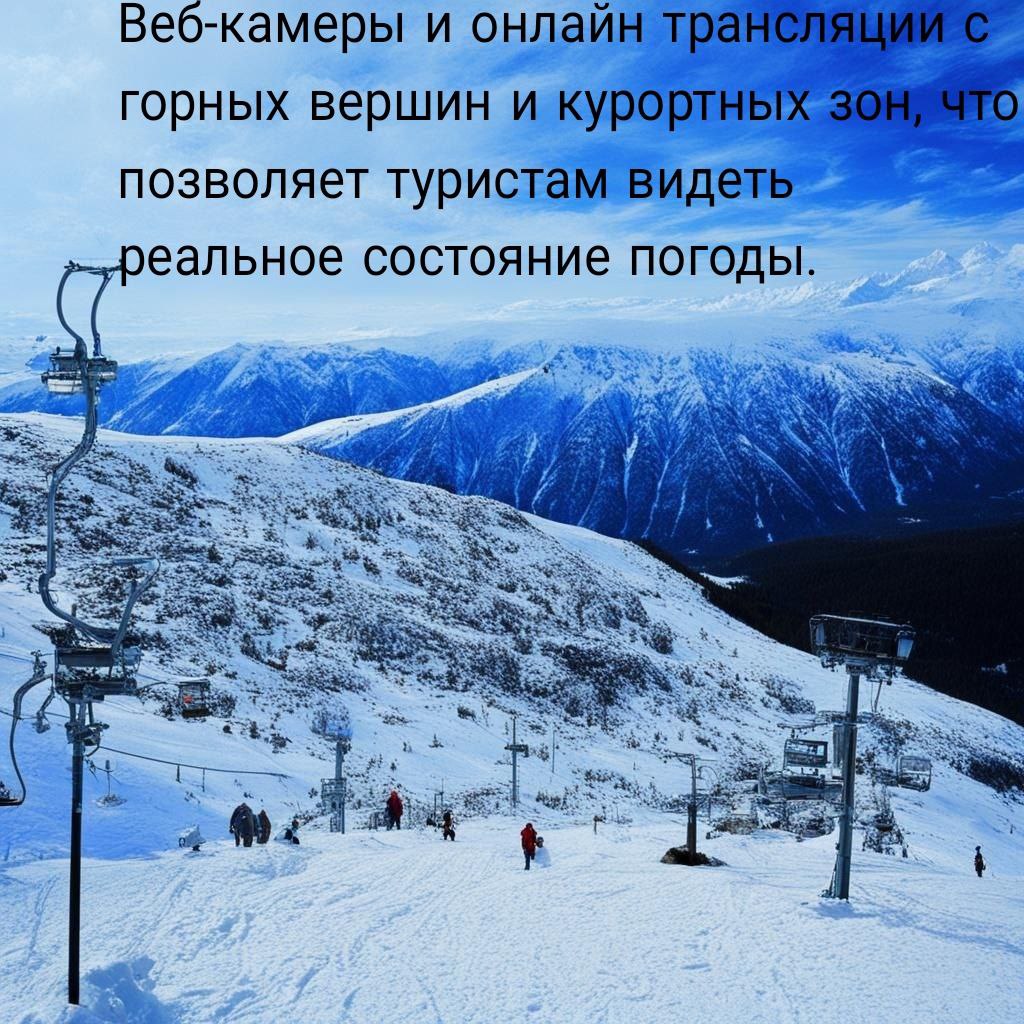 Веб-камеры и онлайн трансляции с
горных вершин и курортных зон, что
позволяет туристам видеть
реальное состояние погоды.